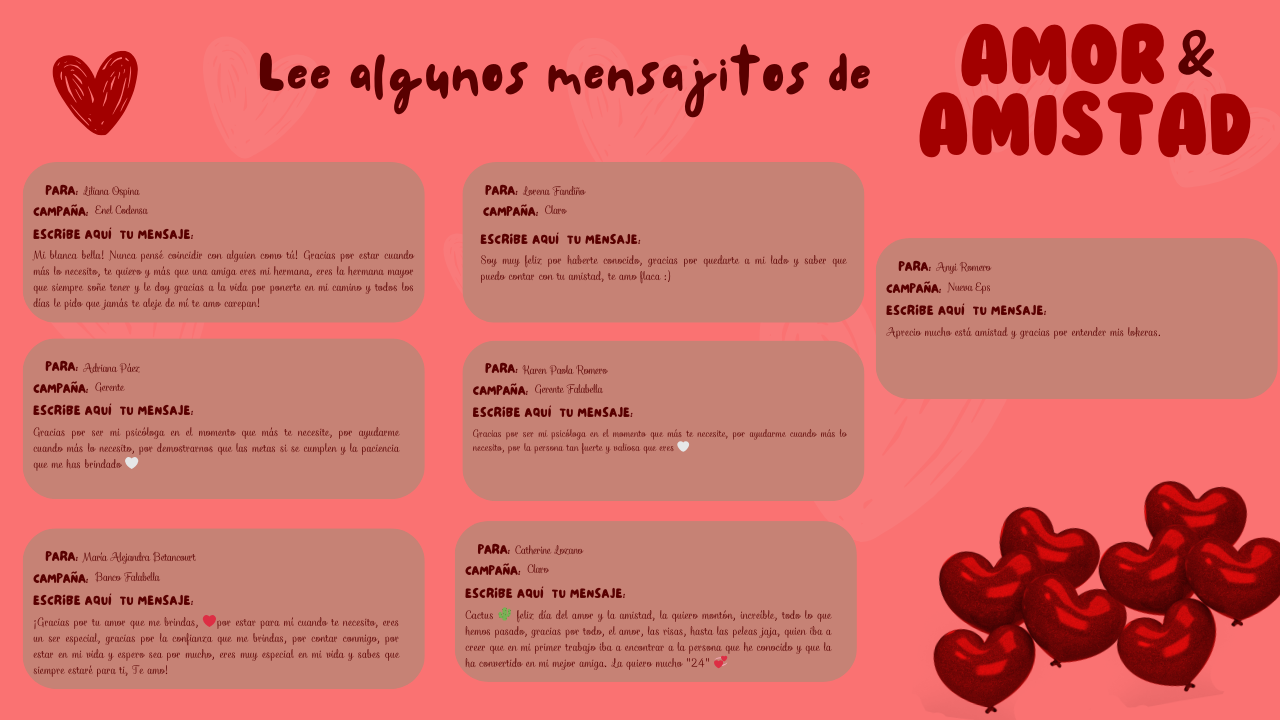 Lee algunos mensajitos de
AMOR &
AMISTAD
PARA: Liliana Ospina
CAMPAÑA: Enel Codensa
ESCRIBE AQUÍ TU MENSAJE:
Mi blanca bella! Nunca pensé coincidir con alguien como tú! Gracias por estar cuando
más lo necesito, te quiero y más que una amiga eres mi hermana, eres la hermana mayor
que siempre soñe tener y le doy gracias a la vida por ponerte en mi camino y todos los
días le pido que jamás te aleje de mí te amo carepan!
PARA: Lorena Fandiño
CAMPAÑA: Claro
ESCRIBE AQUÍ TU MENSAJE:
Soy muy feliz por haberte conocido, gracias por quedarte a mi lado y saber que
puedo contar con tu amistad, te amo flaca :)
PARA: Anyi Romero
CAMPAÑA: Nueva Eps
ESCRIBE AQUÍ TU MENSAJE:
Aprecio mucho está amistad y gracias por entender mis lokeras.
PARA: Adriana Páez
CAMPAÑA: Gerente
ESCRIBE AQUÍ TU MENSAJE:
Gracias por ser mi psicóloga en el momento que más te necesite, por ayudarme
cuando más lo necesito, por demostrarnos que las metas si se cumplen y la paciencia
que me has brindado 🤍
PARA: Karen Paola Romero
CAMPAÑA: Gerente Falabella
ESCRIBE AQUÍ TU MENSAJE:
Gracias por ser mi psicóloga en el momento que más te necesite, por ayudarme cuando más lo
necesito, por la persona tan fuerte y valiosa que eres 🤍
PARA: María Alejandra Betancourt
CAMPAÑA: Banco Falabella
ESCRIBE AQUÍ TU MENSAJE:
¡Gracias por tu amor que me brindas, ❤️por estar para mí cuando te necesito, eres
un ser especial, gracias por la confianza que me brindas, por contar conmigo, por
estar en mi vida y espero sea por mucho, eres muy especial en mi vida y sabes que
siempre estaré para ti, Te amo!
PARA: Catherine Lozano
CAMPAÑA: Claro
ESCRIBE AQUÍ TU MENSAJE:
Cactus 🌿 feliz día del amor y la amistad, la quiero montón, increíble, todo lo que
hemos pasado, gracias por todo, el amor, las risas, hasta las peleas jaja, quien iba a
creer que en mi primer trabajo iba a encontrar a la persona que he conocido y que la
ha convertido en mi mejor amiga. La quiero mucho "24" 💞